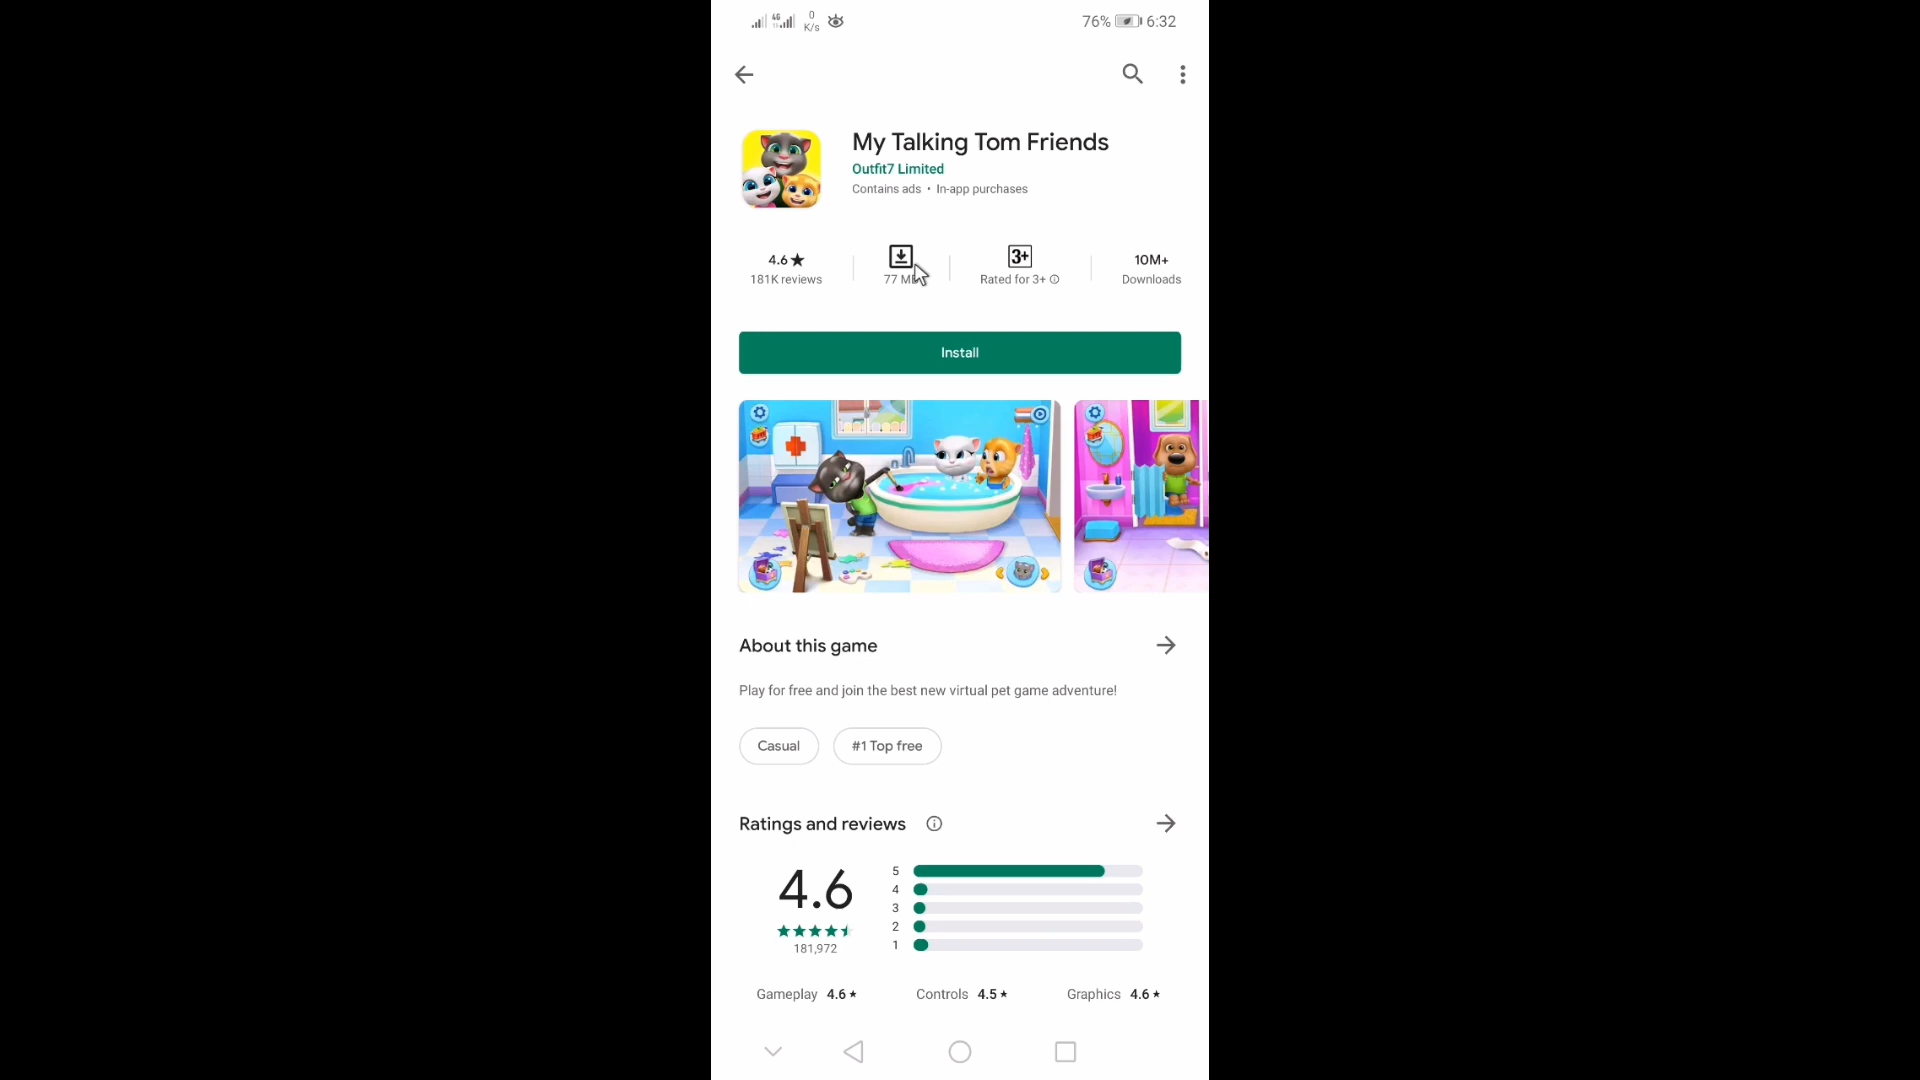 4G 0 K/s 76% 6:32
My Talking Tom Friends
Outfit7 Limited
Contains ads • In-app purchases
4.6★ 3+ 10M+
181K reviews 77 Rated for 3+ Downloads
Install
About this game
Play for free and join the best new virtual pet game adventure!
Casual #1 Top free
Ratings and reviews
4.6
5
4
3
2
1
181,972
Gameplay 4.6★ Controls 4.5★ Graphics 4.6★